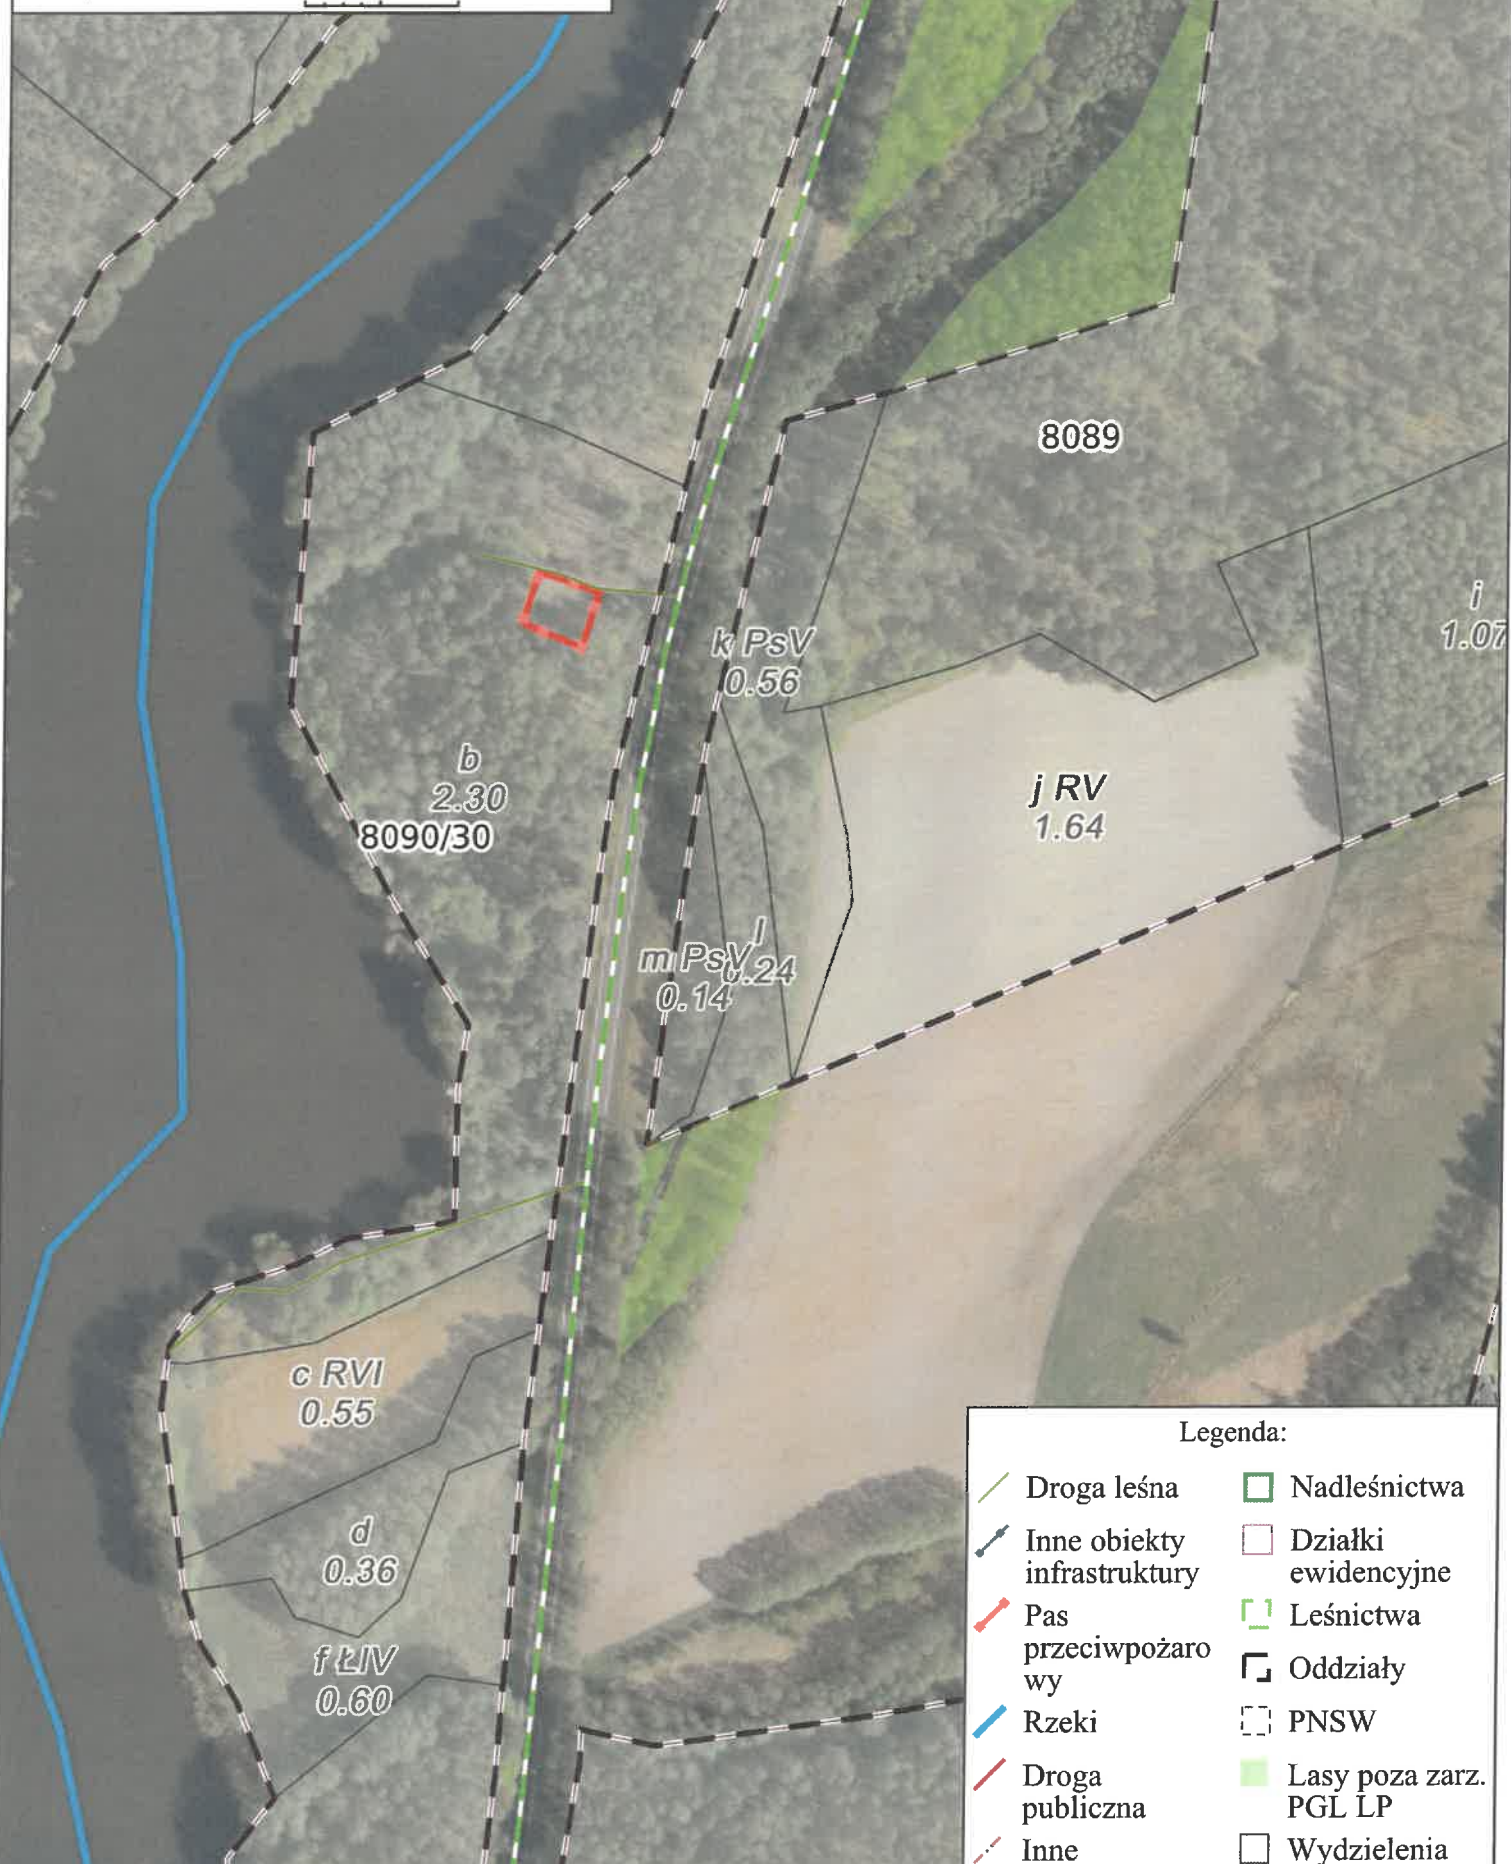 8089
i
1.07
k PsV
0.56
b
2.30
8090/30
j RV
1.64
l
0.24
m PsV
0.14
c RVI
0.55
d
0.36
f ŁIV
0.60
Legenda:
Droga leśna
Inne obiekty
infrastruktury
Pas
przeciwpożaro
wy
Rzeki
Droga
publiczna
Inne
Nadleśnictwa
Działki
ewidencyjne
Leśnictwa
Oddziały
PNSW
Lasy poza zarz.
PGL LP
Wydzielenia